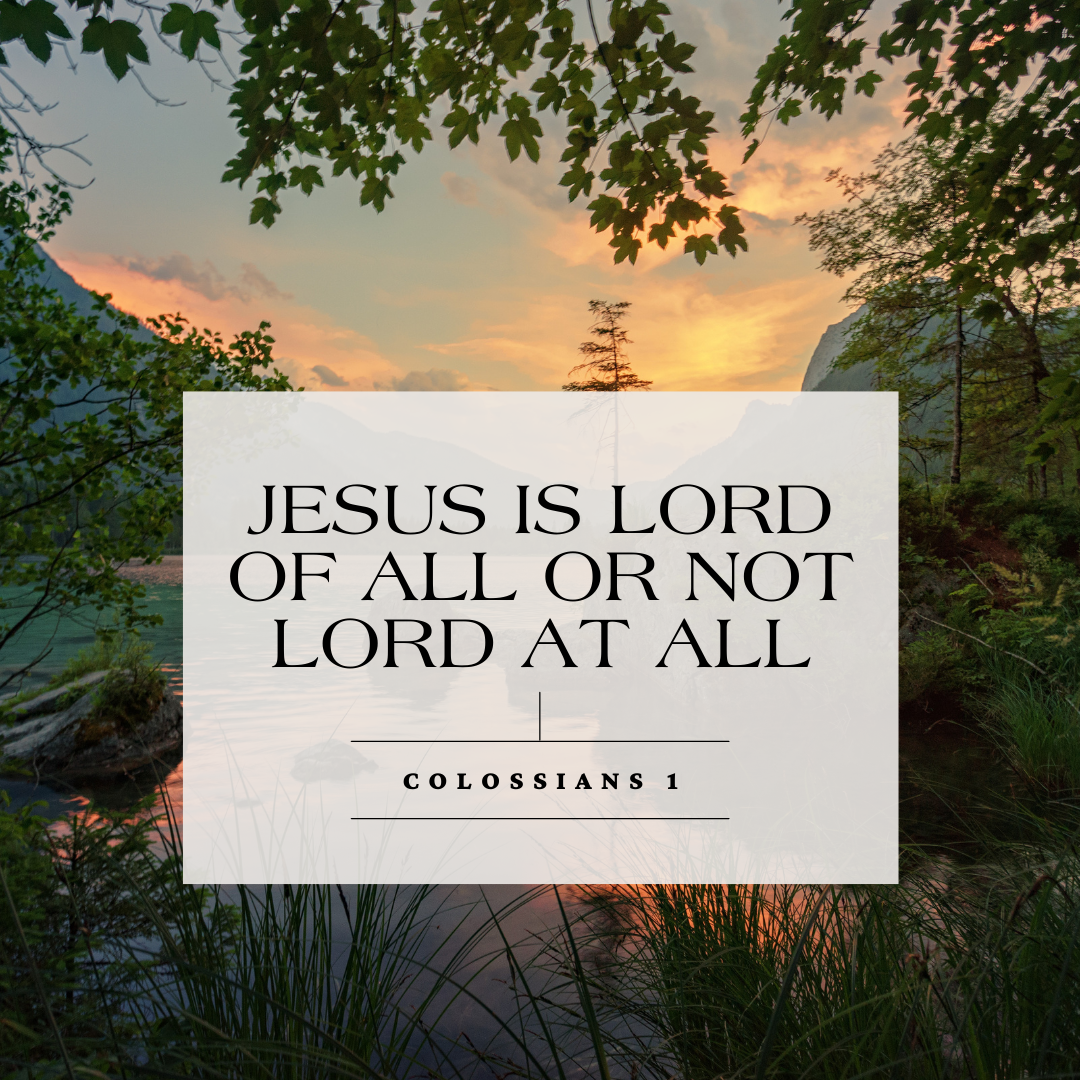 JESUS IS LORD
OF ALL OR NOT
LORD AT ALL
COLOSSIANS 1